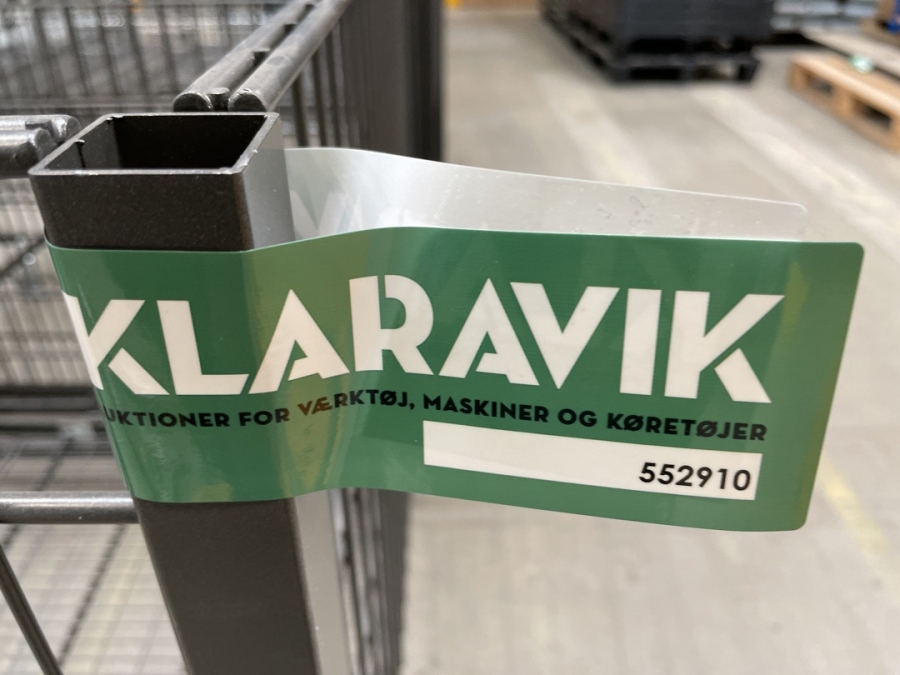 KLARAVIK
UKTIONER FOR VÆRKTØJ, MASKINER OG KØRETØJER
552910